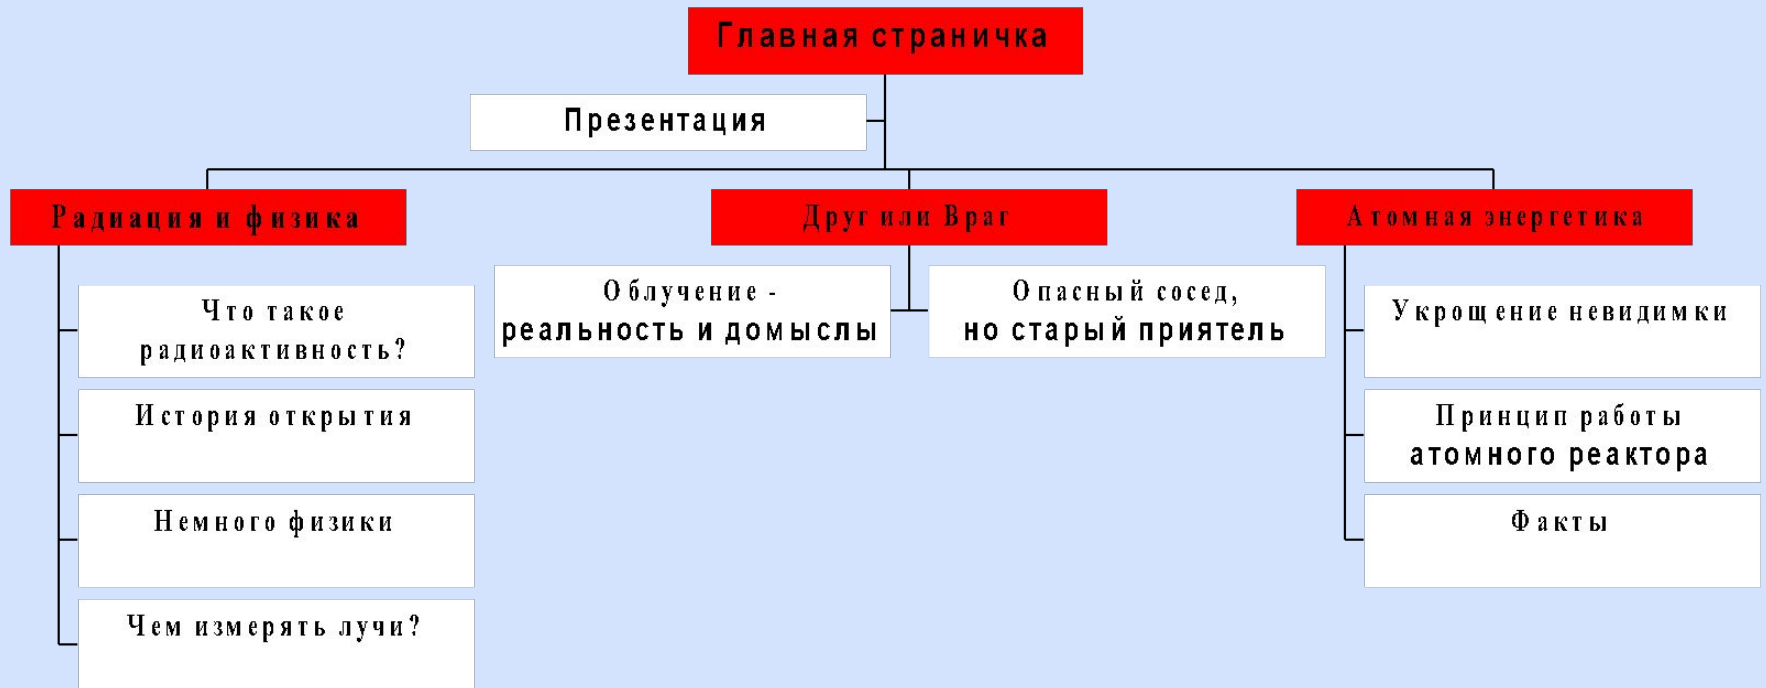 Главная страничка
Презентация
Радиация и физика
Друг или Враг
Атомная энергетика
Что такое
радиоактивность?
История открытия
Немного физики
Чем измерять лучи?
Облучение -
реальность и домыслы
Опасный сосед,
но старый приятель
Укрощение невидимки
Принцип работы
атомного реактора
Факты